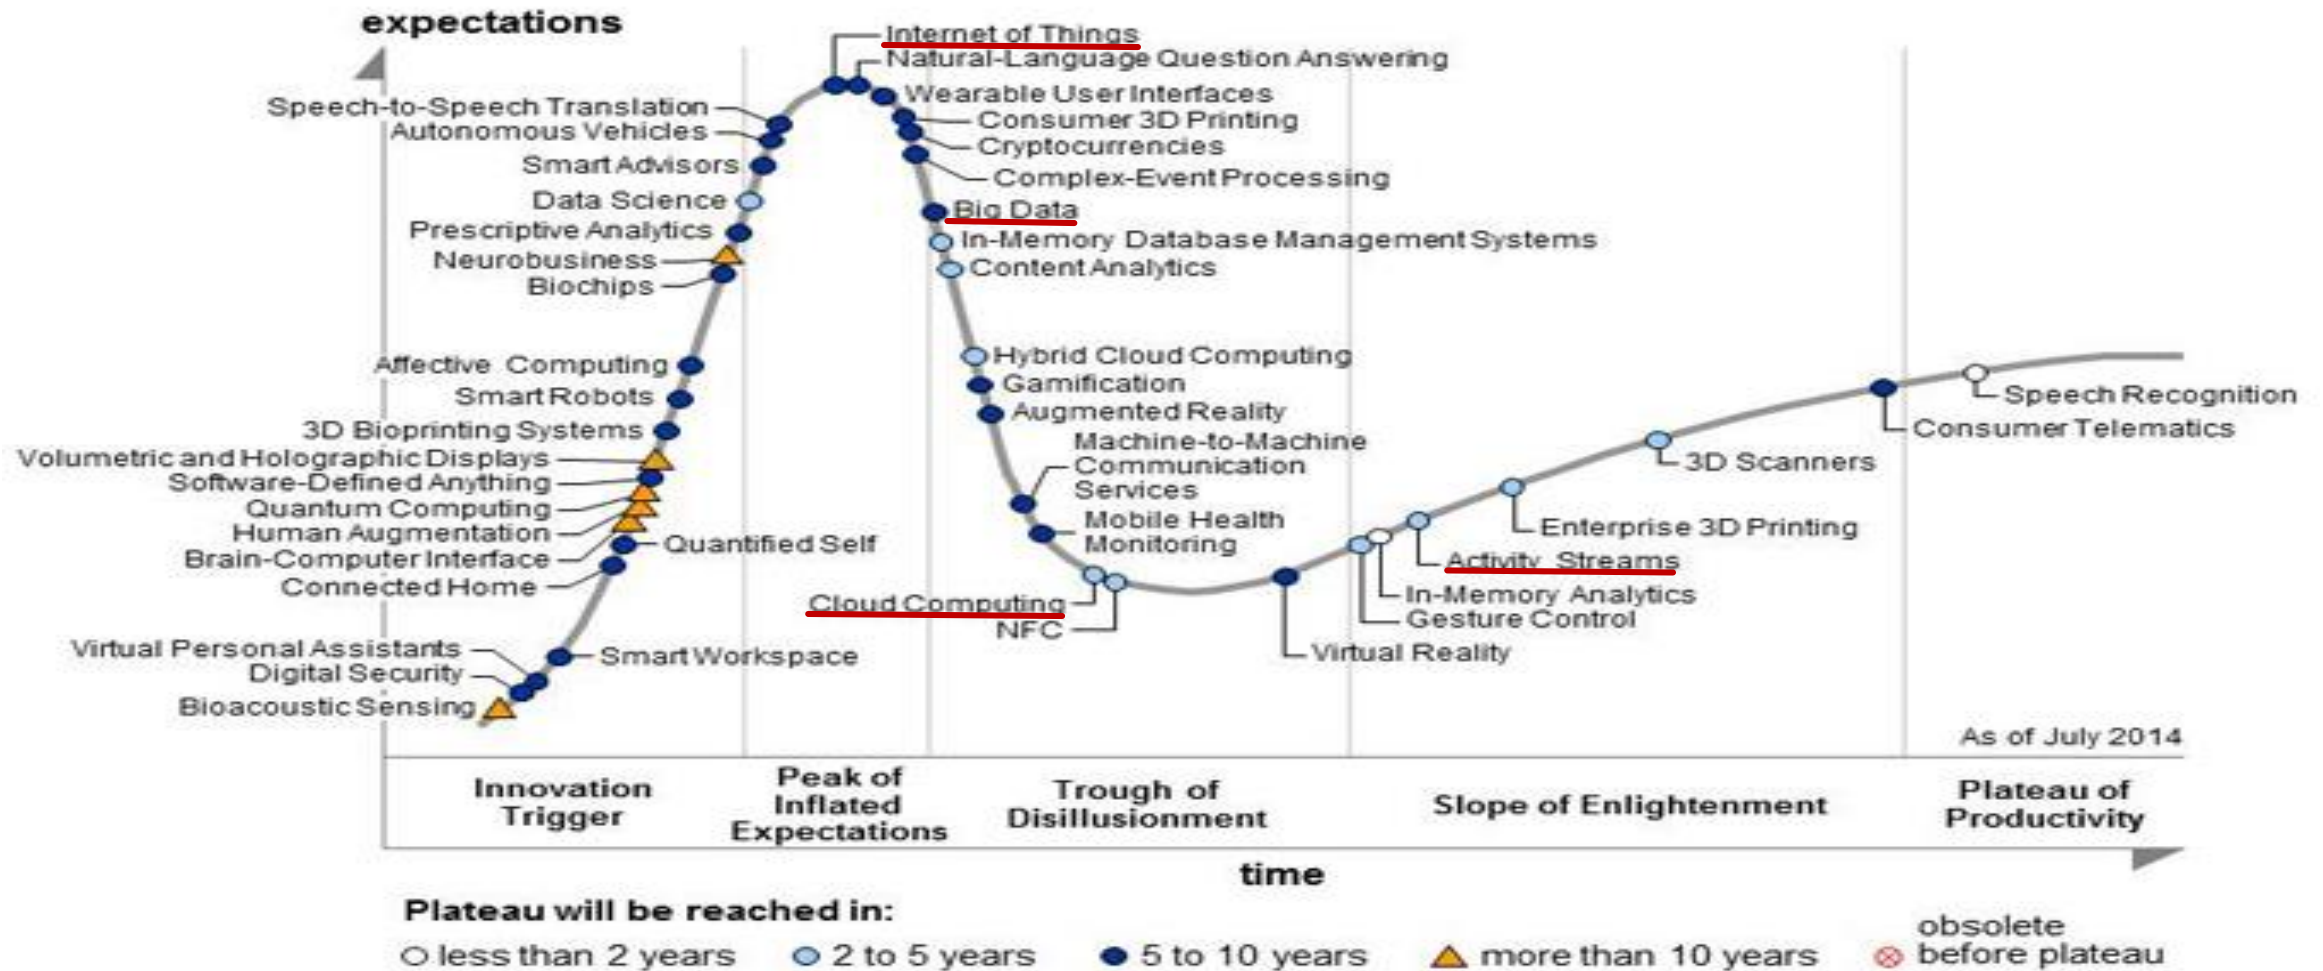 expectations
Internet of Things
Natural-Language Question Answering
Wearable User Interfaces
Consumer 3D Printing
Cryptocurrencies
Complex-Event Processing
Big Data
In-Memory Database Management Systems
Content Analytics
Hybrid Cloud Computing
Gamification
Augmented Reality
Machine-to-Machine
Communication
Services
Mobile Health
Monitoring
Speech-to-Speech Translation
Autonomous Vehicles
Smart Advisors
Data Science
Prescriptive Analytics
Neurobusiness
Biochips
Affective Computing
Smart Robots
3D Bioprinting Systems
Volumetric and Holographic Displays
Software-Defined Anything
Quantum Computing
Human Augmentation
Brain-Computer Interface
Quantified Self
Connected Home
Virtual Personal Assistants
Smart Workspace
Digital Security
Bioacoustic Sensing
Cloud Computing
NFC
Speech Recognition
Consumer Telematics
3D Scanners
Enterprise 3D Printing
Activity Streams
In-Memory Analytics
Gesture Control
Virtual Reality
As of July 2014
Innovation
Trigger
Peak of
Inflated
Expectations
Trough of
Disillusionment
Slope of Enlightenment
Plateau of
Productivity
time
Plateau will be reached in:
less than 2 years
2 to 5 years
5 to 10 years
more than 10 years
obsolete
before plateau